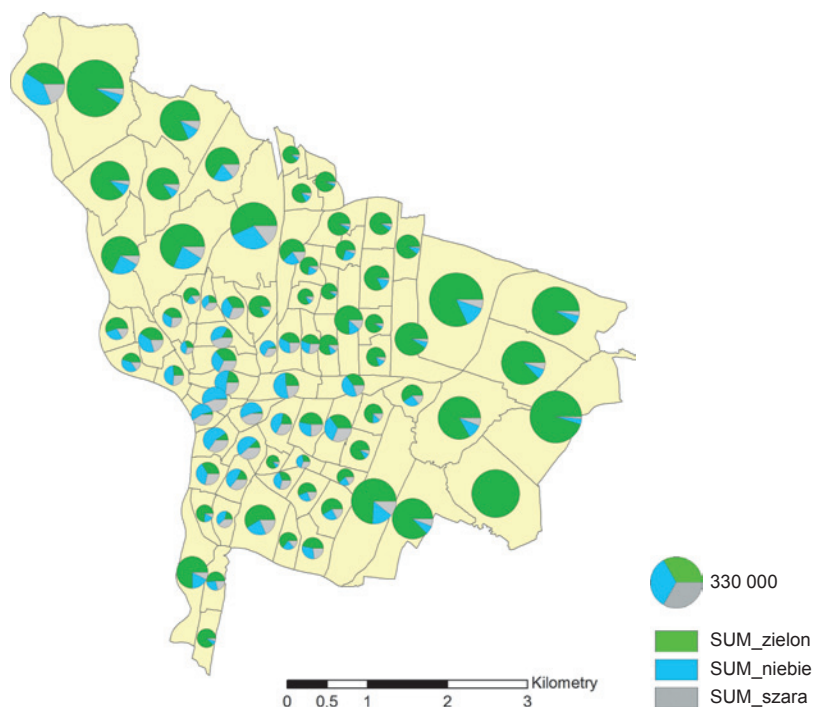 330 000
SUM_zielon
SUM_niebie
SUM_szara
Kilometry
0 0.5 1 2 3